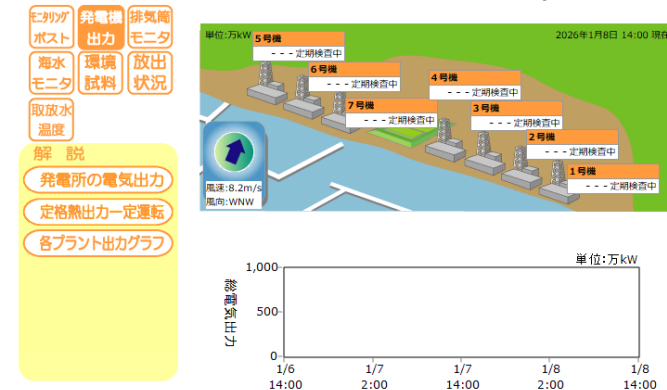 モニタリング
ポスト
発電機
出力
排気筒
モニタ
海水
モニタ
環境
試料
放出
状況
取放水
温度
解 説
発電所の電気出力
定格熱出力一定運転
各プラント出力グラフ
単位:万kW
2026年1月8日 14:00 現在
5号機
- - - 定期検査中
6号機
- - - 定期検査中
7号機
- - - 定期検査中
4号機
- - - 定期検査中
3号機
- - - 定期検査中
2号機
- - - 定期検査中
1号機
- - - 定期検査中
風速:8.2m/s
風向:WNW
単位:万kW
総電気出力
1,000
500
0
1/6
14:00
1/7
2:00
1/7
14:00
1/8
2:00
1/8
14:00